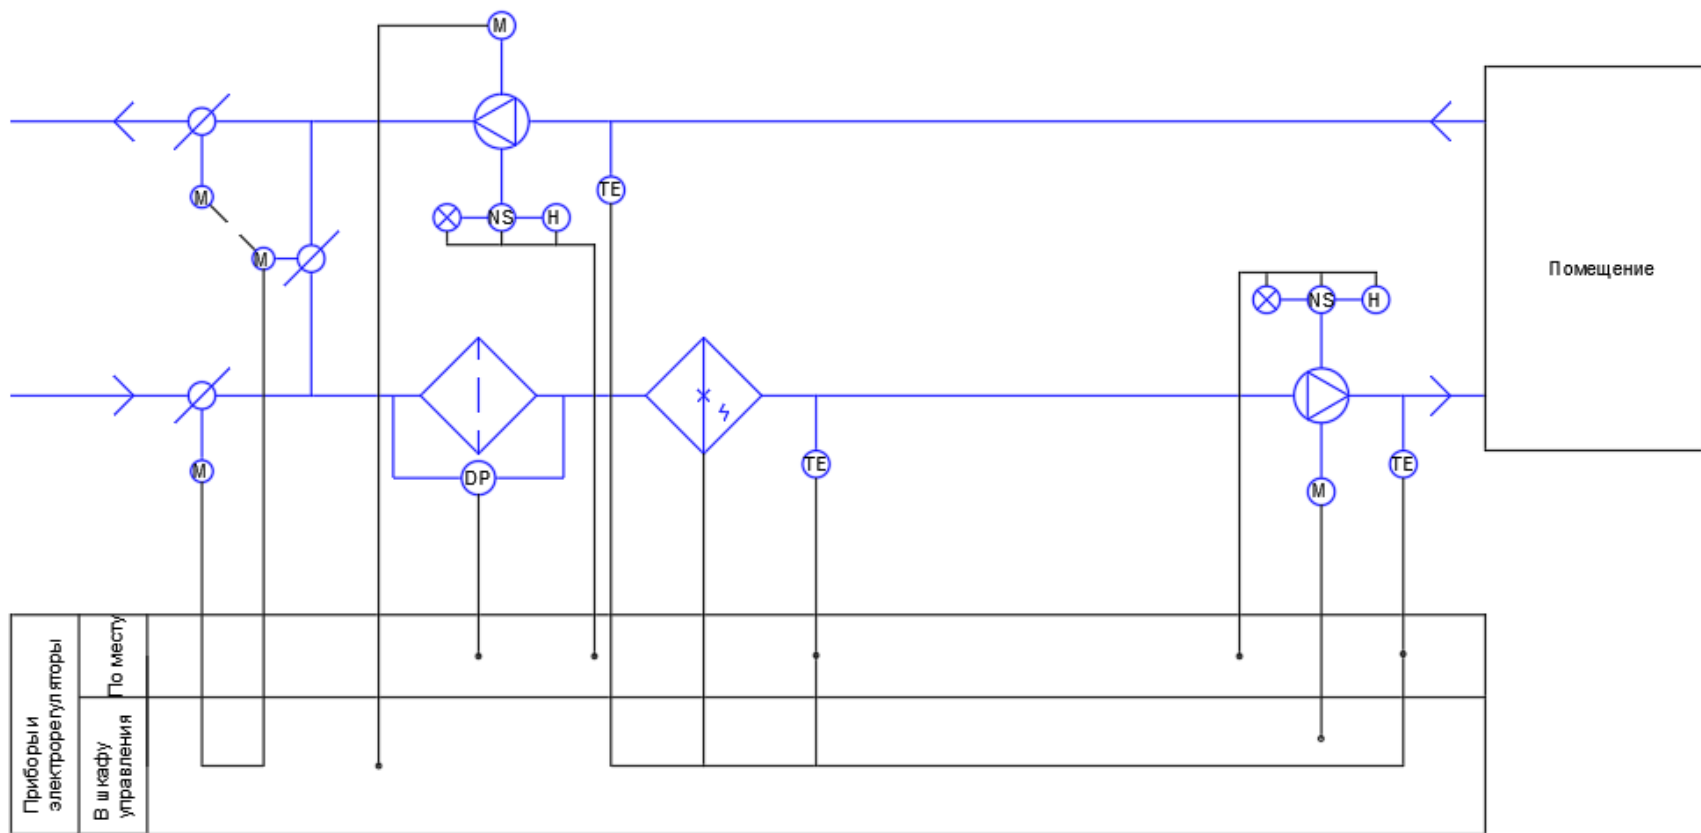 M
M
TE
NS
H
M
Помещение
NS
H
M
DP
TE
TE
M
Приборы и
электрорегуляторы
По месту
В шкафу
управления